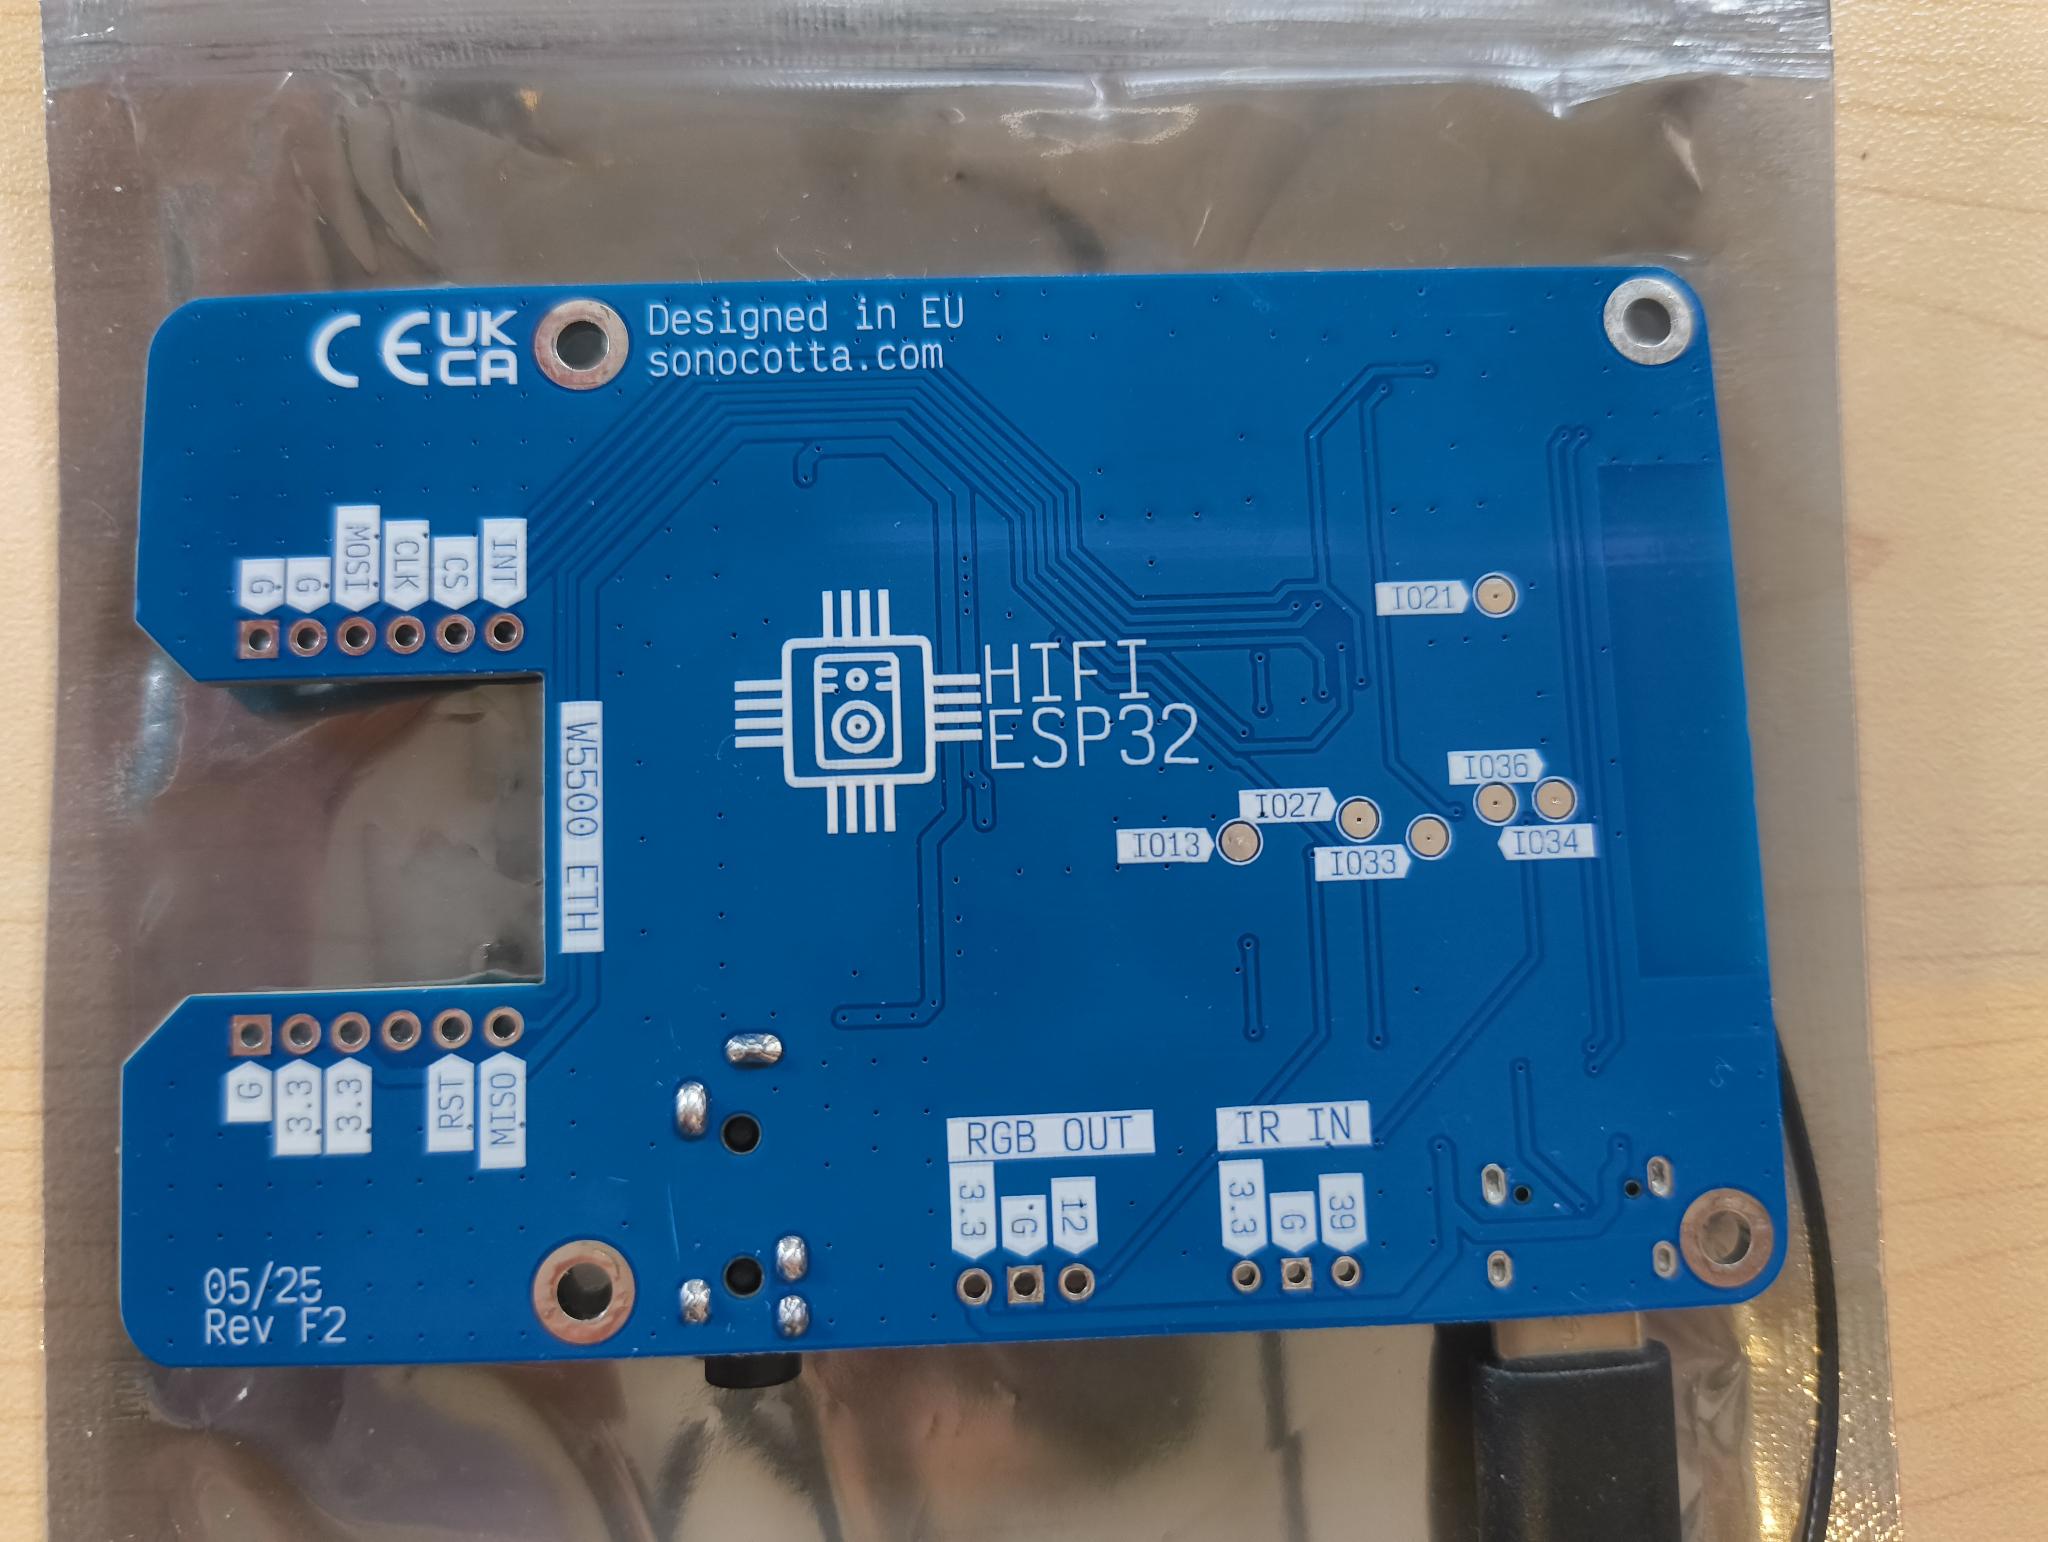 CE UK
CA
Designed in EU
sonocotta.com
G
G
MOSI
CLK
CS
INT
W5500 ETH
HIFI
ESP32
IO21
IO36
IO27
IO13
IO33
IO34
G
3.3
3.3
RST
MISO
RGB OUT
3.3
G
12
IR IN
3.3
G
39
05/25
Rev F2